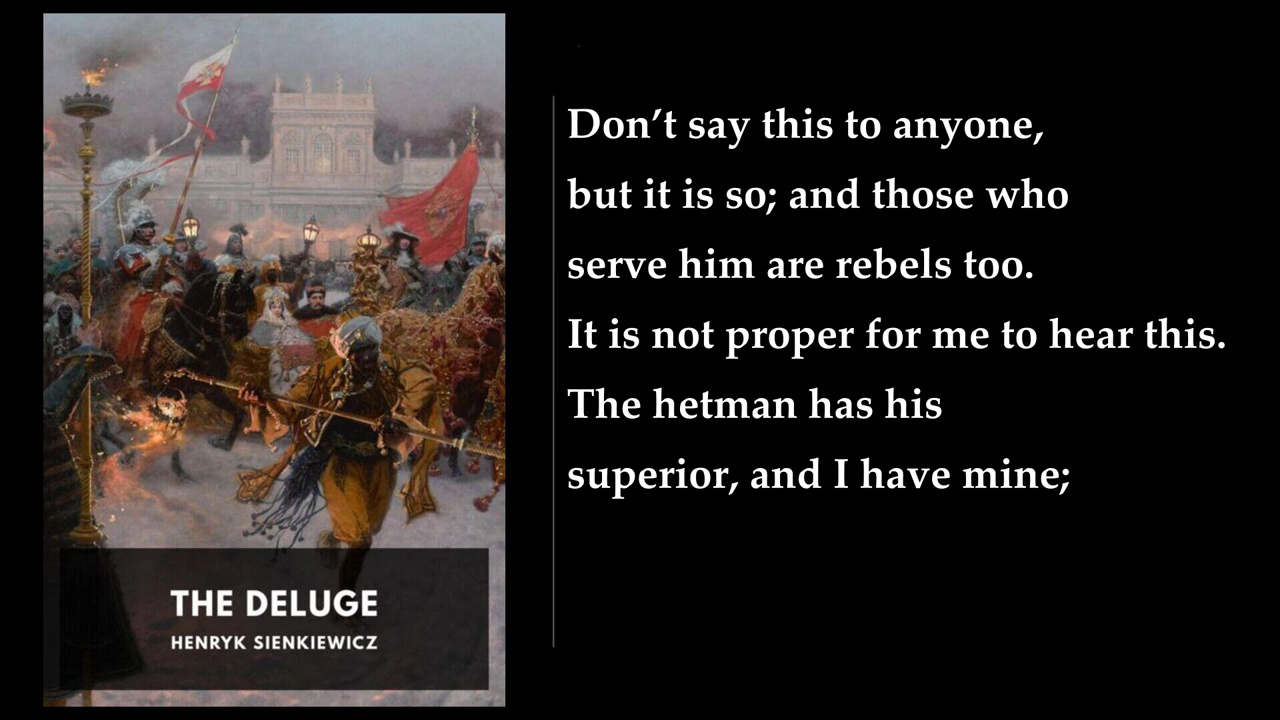 THE DELUGE
HENRYK SIENKIEWICZ
Don’t say this to anyone,
but it is so; and those who
serve him are rebels too.
It is not proper for me to hear this.
The hetman has his
superior, and I have mine;